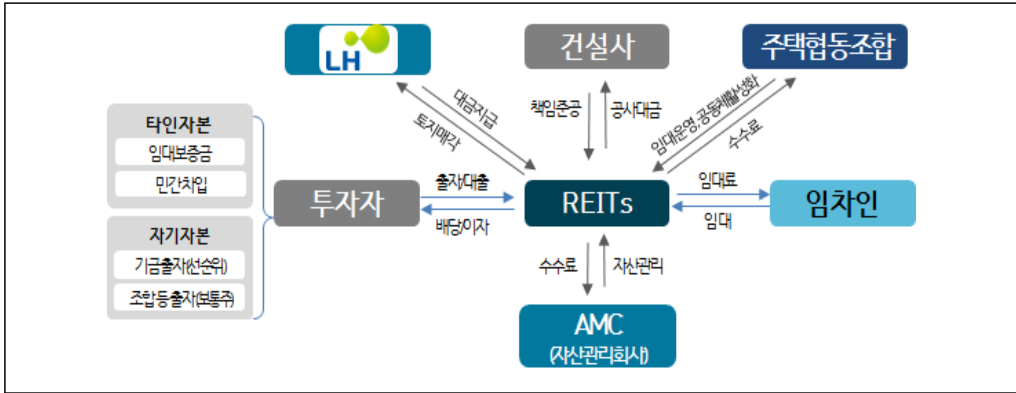 LH
건설사
주택협동조합
대금지급
토지매각
책임준공
공사대금
임대운영,공동체활성화
수수료
타인자본
임대보증금
민간차입
투자자
출자/대출
배당/이자
REITs
임대료
임대
임차인
자기자본
기금출자(선순위)
조합등출자(보통주)
수수료
자산관리
AMC
(자산관리회사)